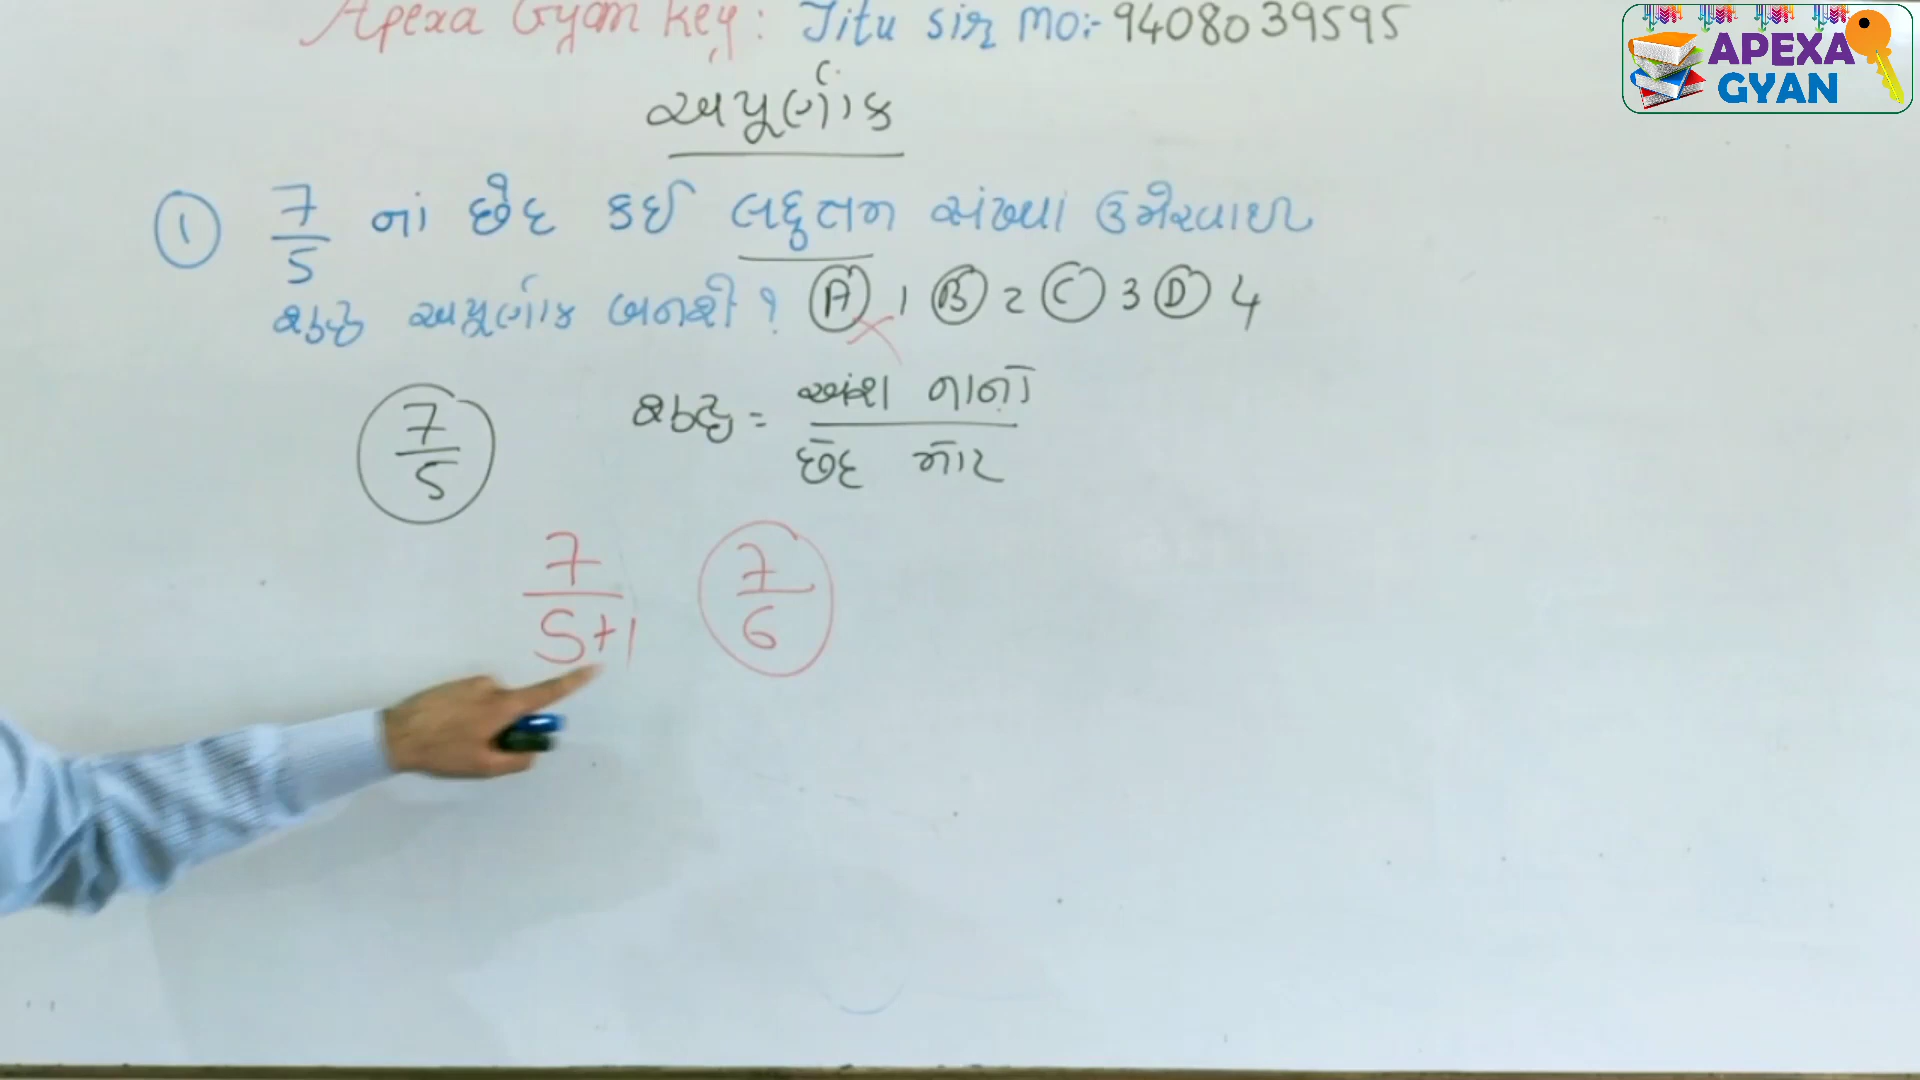 Apexa Gyan Key: Jitu sir mo:- 9408039595
APEXA
GYAN
અપૂર્ણાંક
① 7/5 નાં છેદ કઈ લઘુત્તમ સંખ્યા ઉમેરવાથી
શુદ્ધ અપૂર્ણાંક બનશે ? Ⓐ 1 Ⓑ 2 Ⓒ 3 Ⓓ 4
7/5
શુદ્ધ = અંશ નાનો / છેદ મોટ
7/5+1 7/6